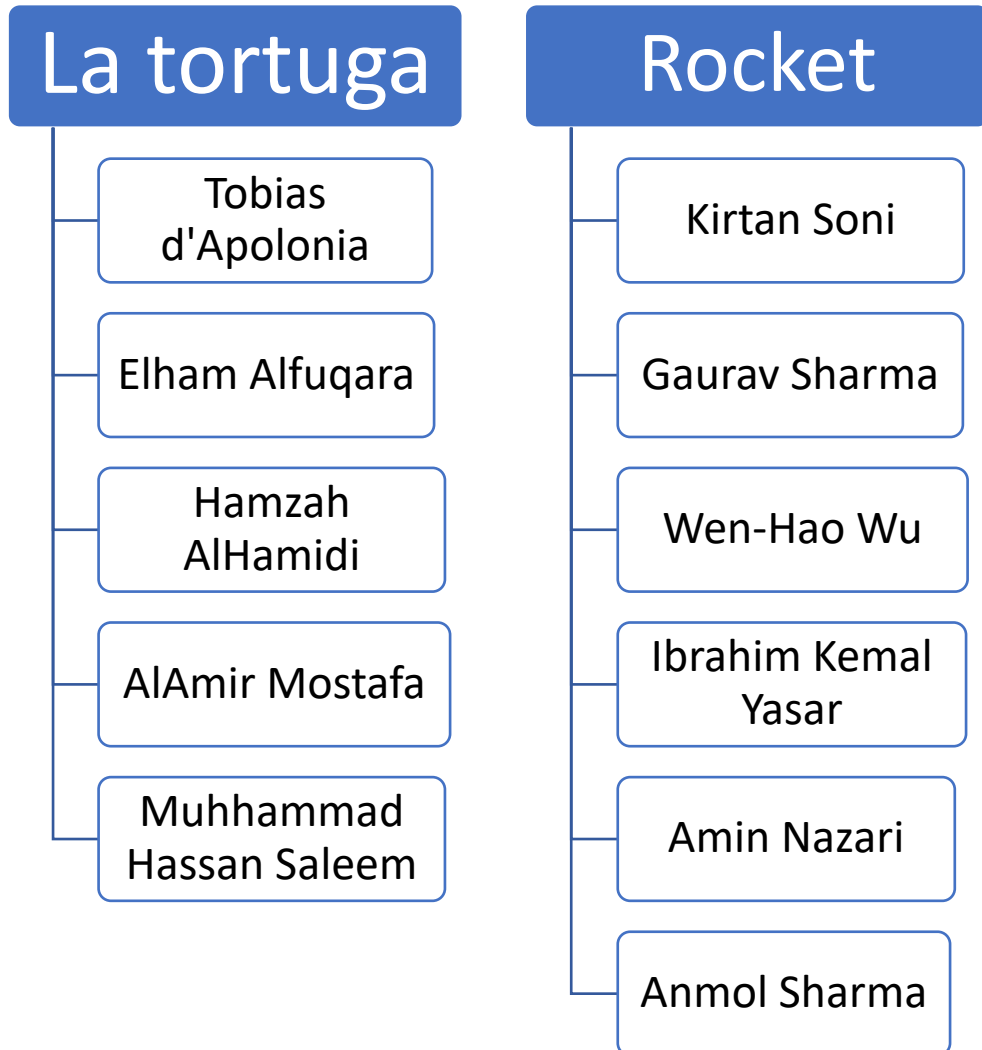 La tortuga
Tobias
d'Apolonia
Elham Alfuqara
Hamzah
AlHamidi
AlAmir Mostafa
Muhhammad
Hassan Saleem
Rocket
Kirtan Soni
Gaurav Sharma
Wen-Hao Wu
Ibrahim Kemal
Yasar
Amin Nazari
Anmol Sharma